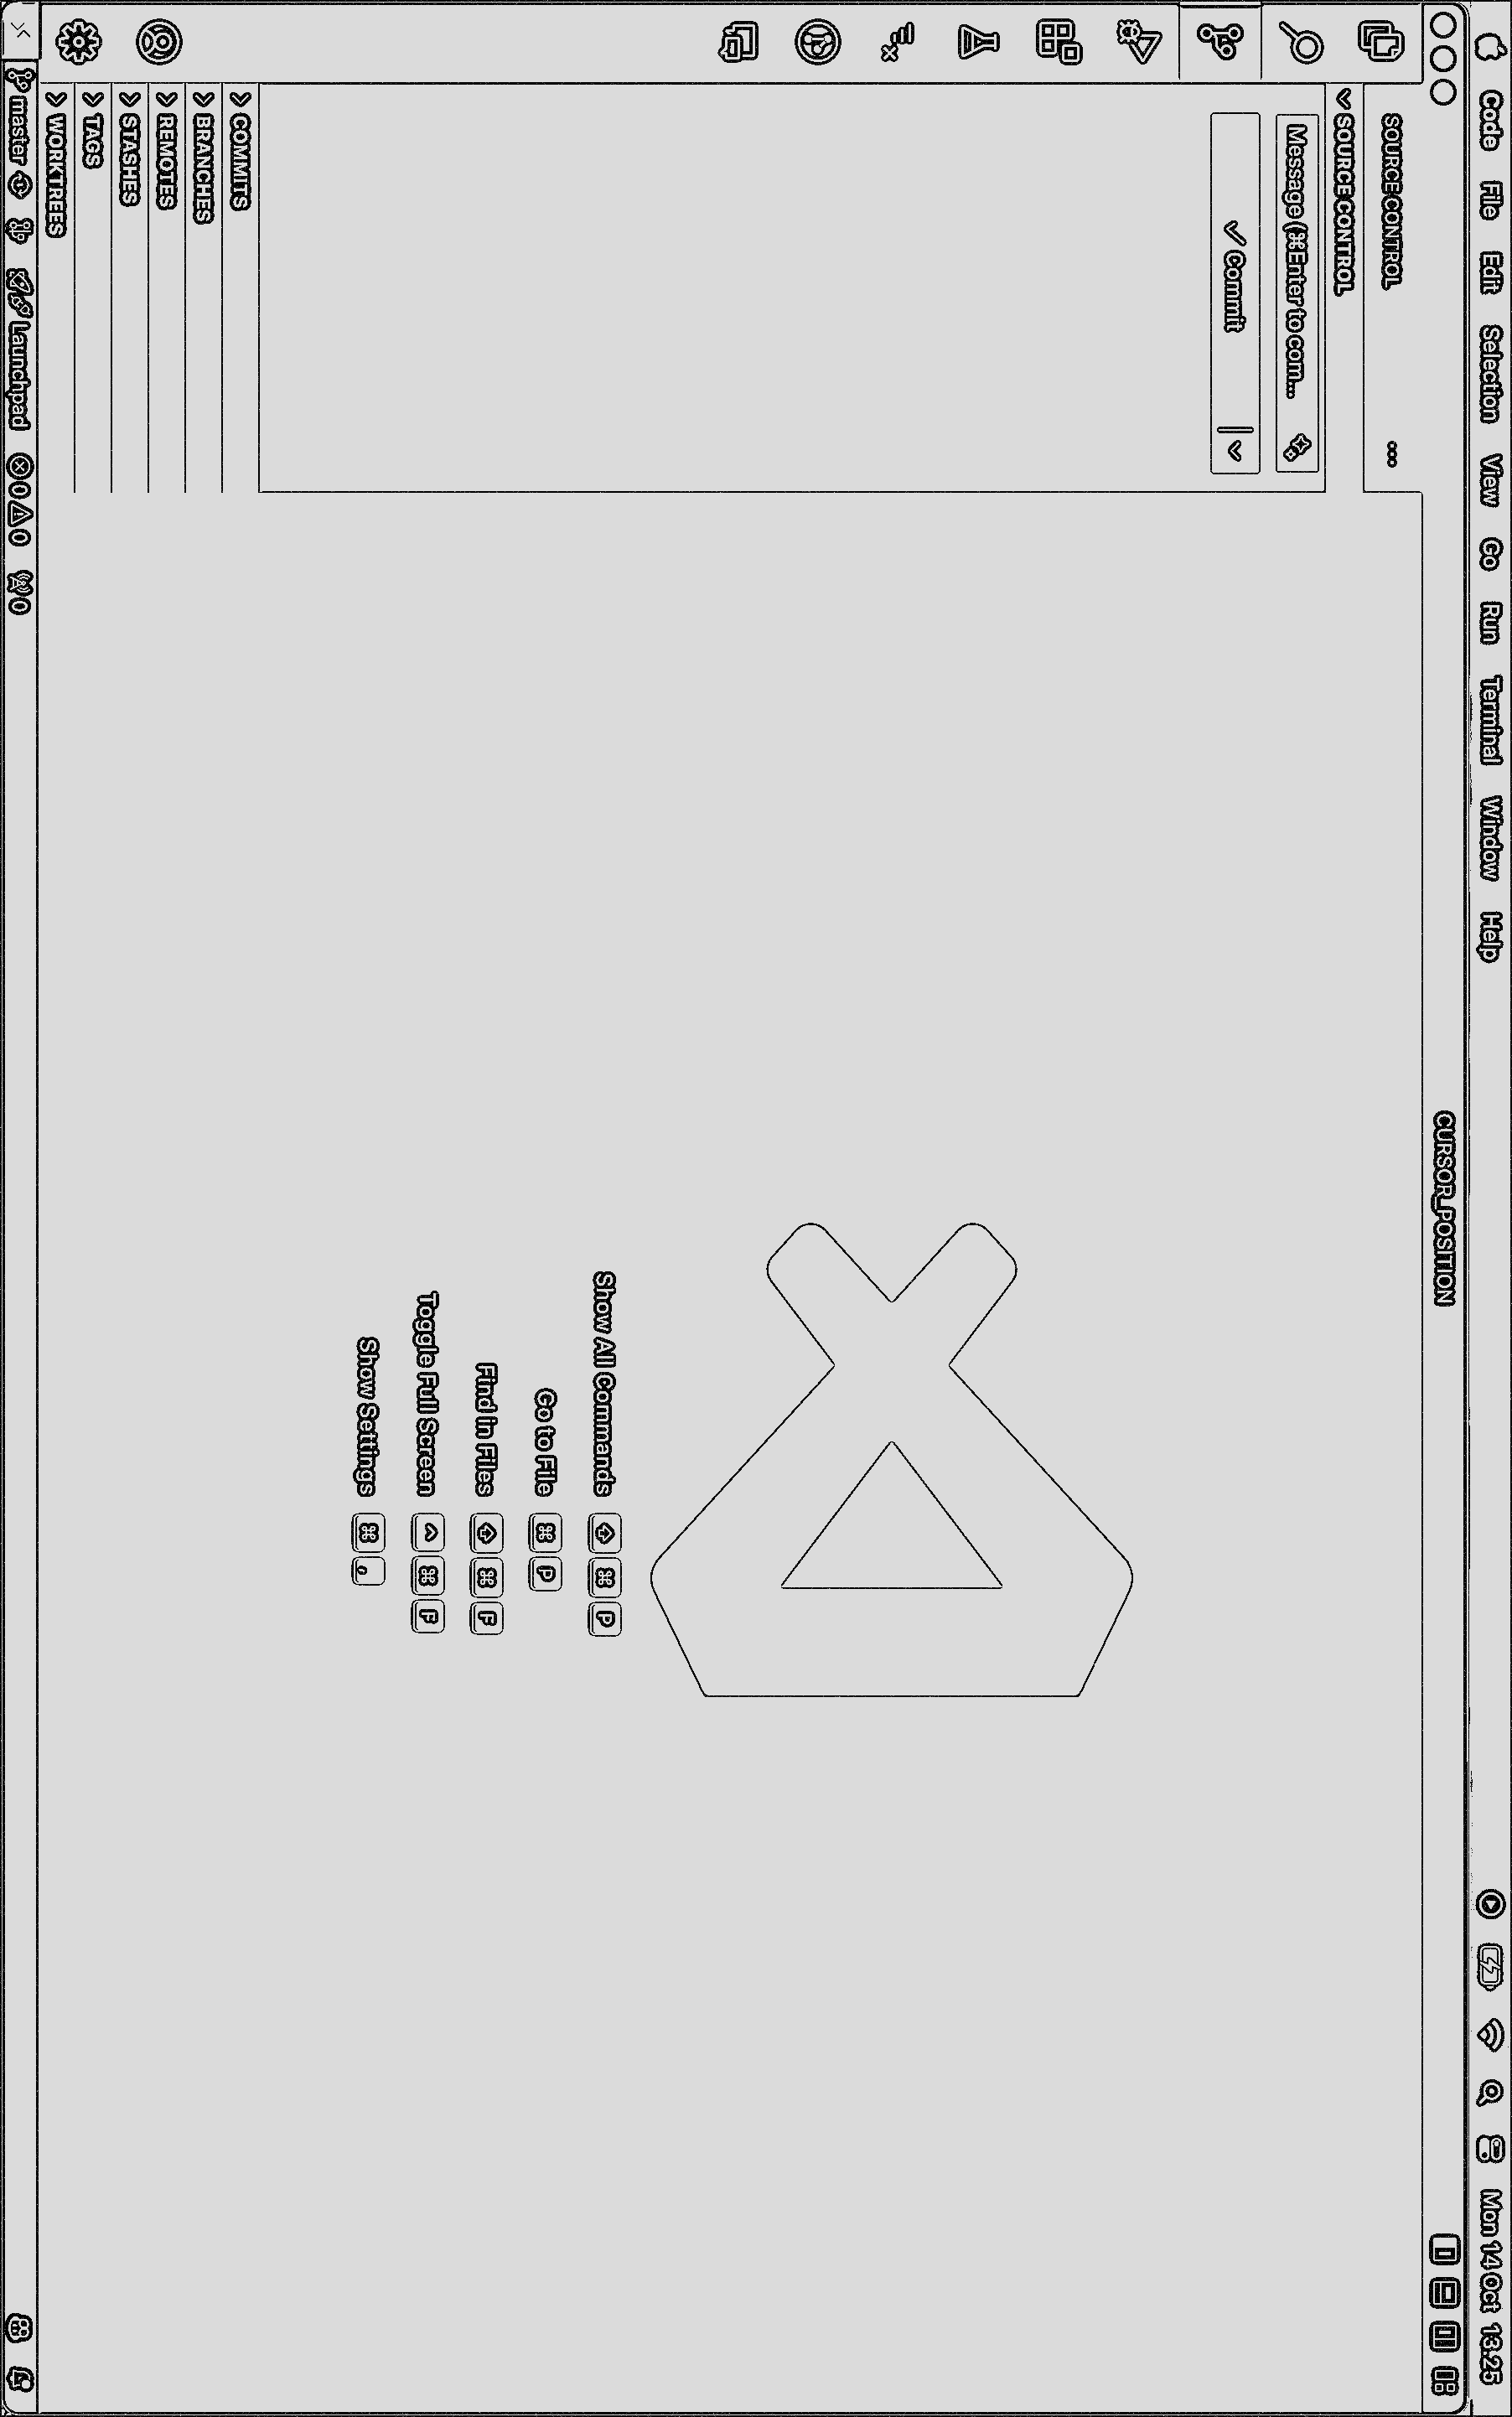 Code File Edit Selection View Go Run Terminal Window Help Mon 14 Oct 13:25
CURSOR_POSITION
SOURCE CONTROL
SOURCE CONTROL
Message (⌘Enter to com...
Commit
Show All Commands ⇧ ⌘ P
Go to File ⌘ P
Find in Files ⇧ ⌘ F
Toggle Full Screen ^ ⌘ F
Show Settings ⌘ ,
COMMITS
BRANCHES
REMOTES
STASHES
TAGS
WORKTREES
master Launchpad 0 0 0